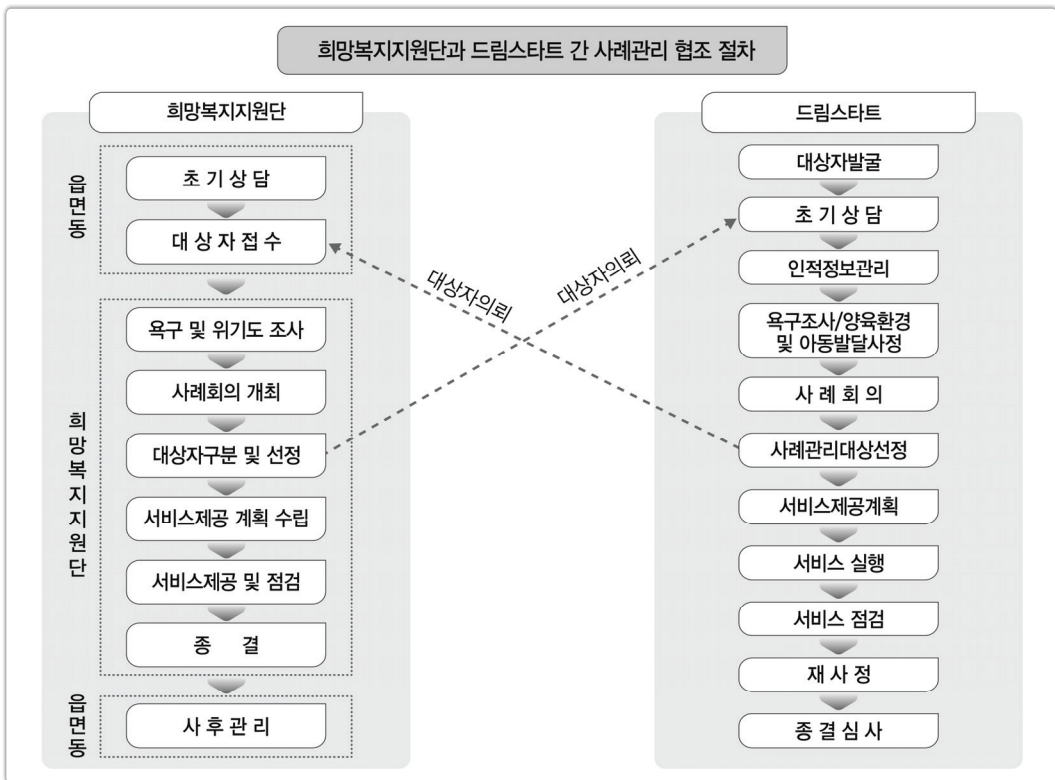 희망복지지원단과 드림스타트 간 사례관리 협조 절차
희망복지지원단
읍면동
초 기 상 담
대 상 자 접 수
희망복지지원단
욕구 및 위기도 조사
사례회의 개최
대상자구분 및 선정
서비스제공 계획 수립
서비스제공 및 점검
종 결
읍면동
사 후 관 리
대상자의뢰
대상자의뢰
드림스타트
대상자발굴
초 기 상 담
인적정보관리
욕구조사/양육환경
및 아동발달사정
사 례 회 의
사례관리대상선정
서비스제공계획
서비스 실행
서비스 점검
재 사 정
종 결 심 사